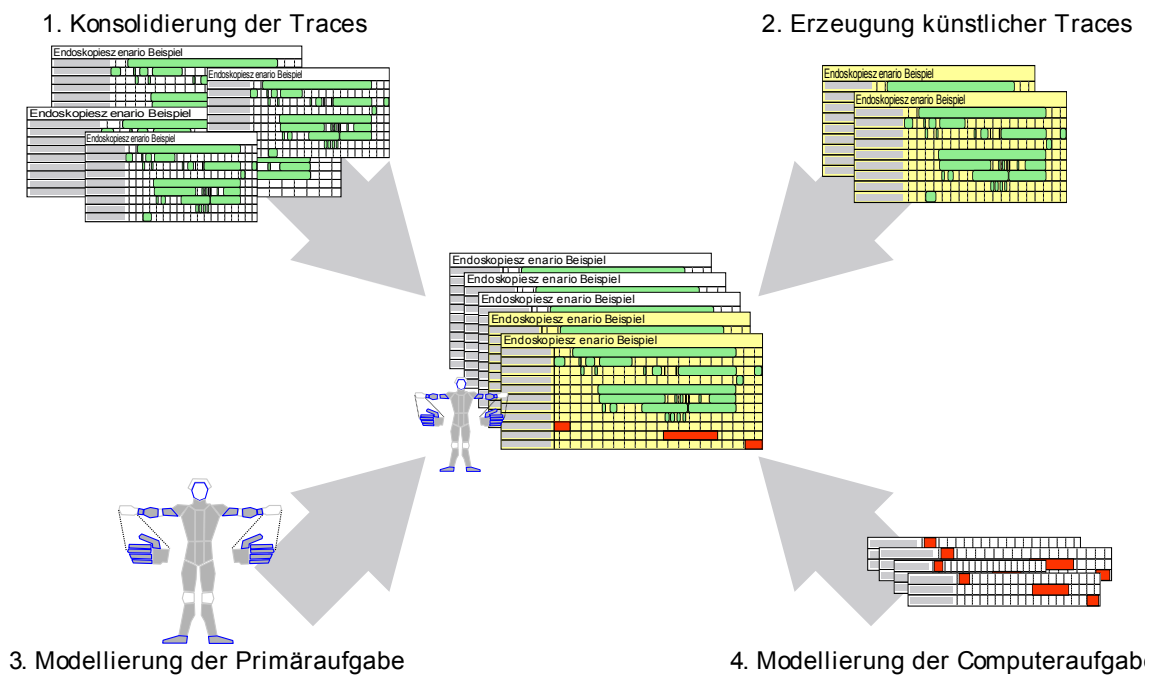 1. Konsolidierung der Traces
2. Erzeugung künstlicher Traces
Endoskopiesz enario Beispiel
Endoskopiesz enario Beispiel
Endoskopiesz enario Beispiel
Endoskopiesz enario Beispiel
Endoskopiesz enario Beispiel
Endoskopiesz enario Beispiel
Endoskopiesz enario Beispiel
Endoskopiesz enario Beispiel
Endoskopiesz enario Beispiel
Endoskopiesz enario Beispiel
Endoskopiesz enario Beispiel
3. Modellierung der Primäraufgabe
4. Modellierung der Computeraufgab